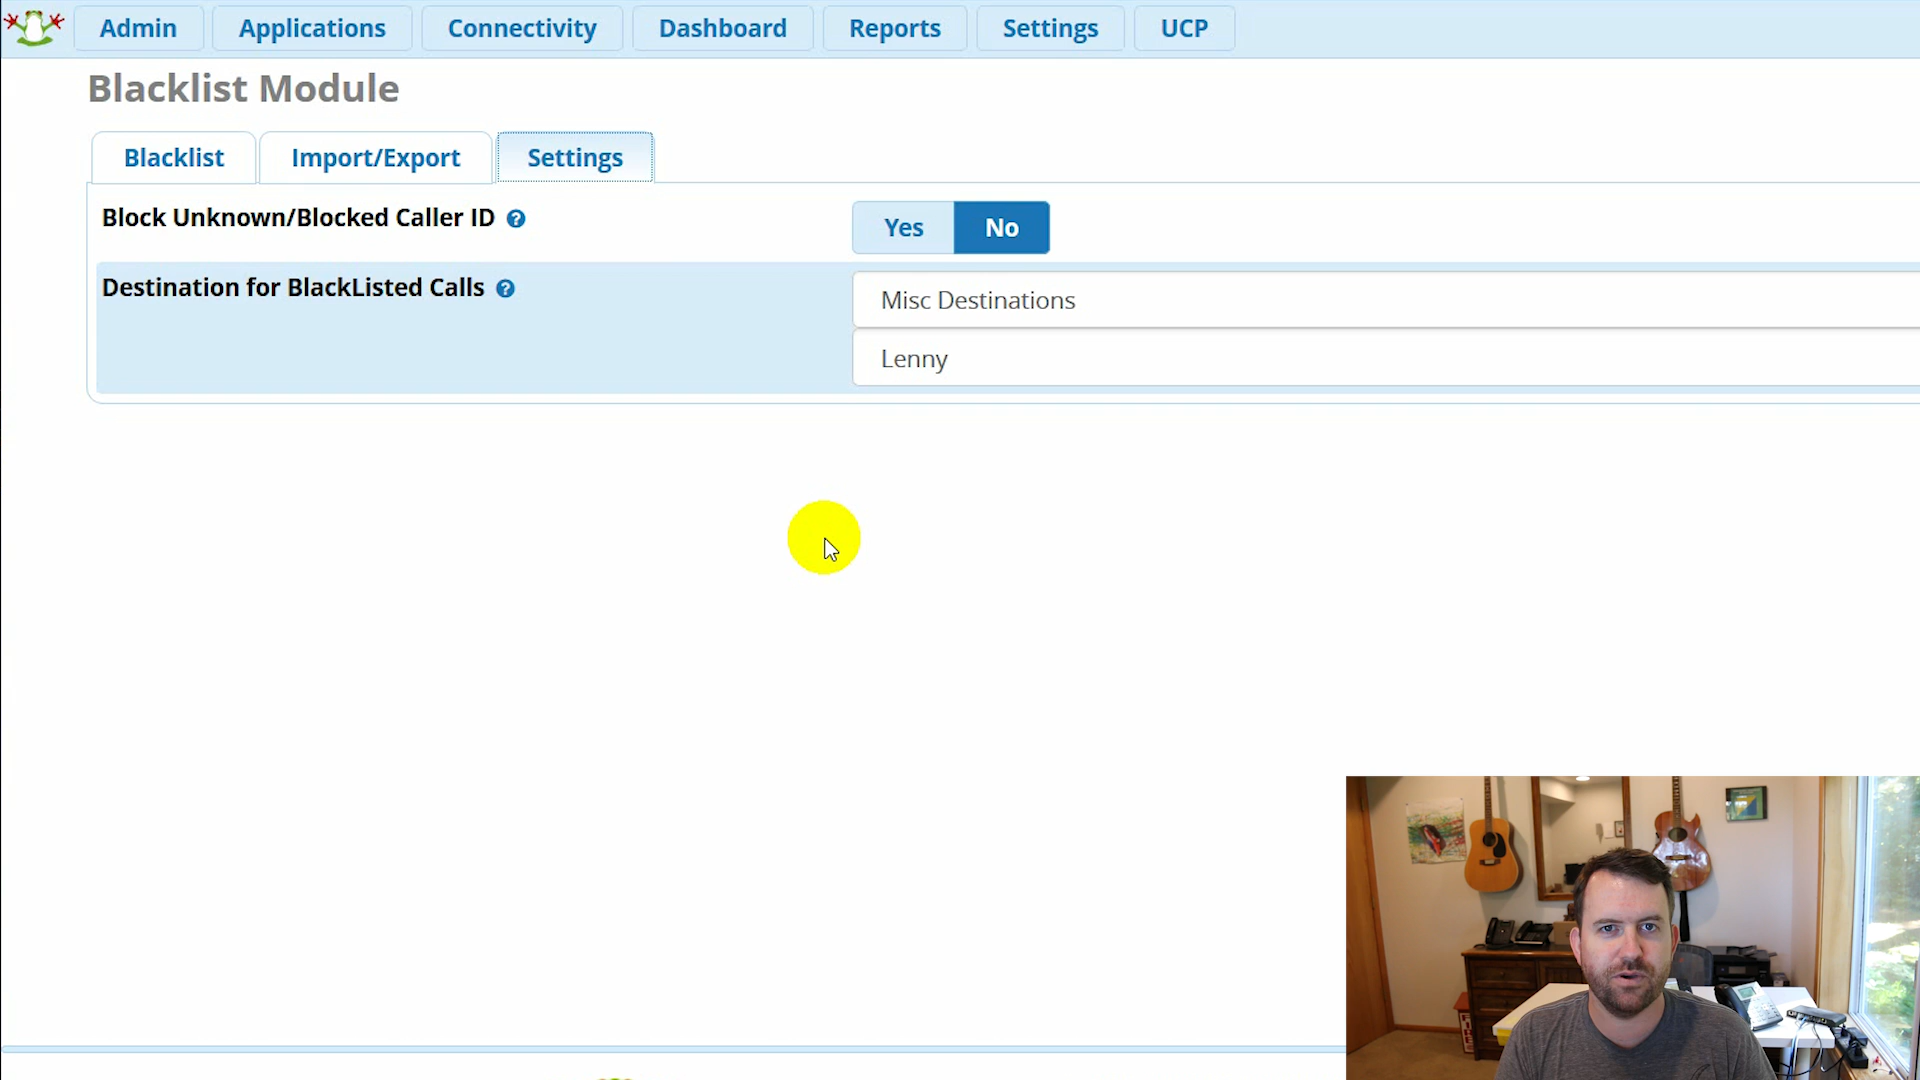 Admin
Applications
Connectivity
Dashboard
Reports
Settings
UCP
Blacklist Module
Blacklist
Import/Export
Settings
Block Unknown/Blocked Caller ID ?
Yes
No
Destination for BlackListed Calls ?
Misc Destinations
Lenny